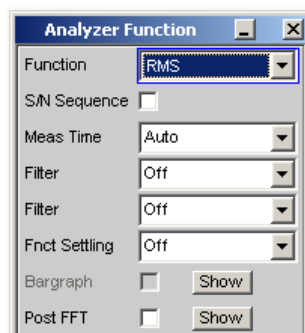 Analyzer Function
Function RMS
S/N Sequence
Meas Time Auto
Filter Off
Filter Off
Fnct Settling Off
Bargraph Show
Post FFT Show